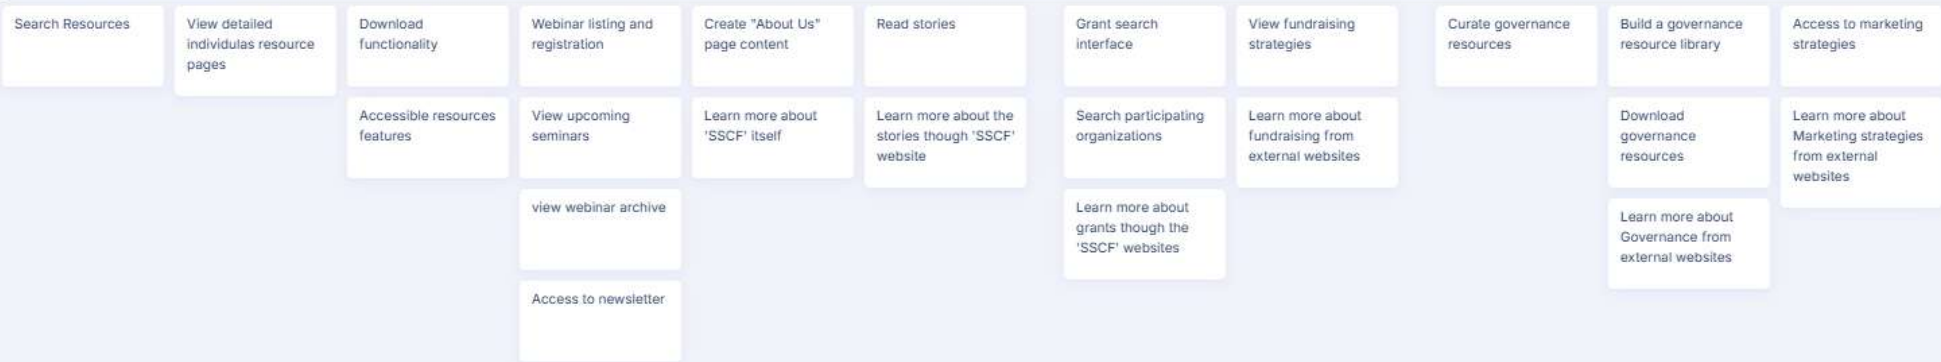 Search Resources
View detailed
individulas resource
pages
Download
functionality
Accessible resources
features
Webinar listing and
registration
View upcoming
seminars
view webinar archive
Access to newsletter
Create "About Us"
page content
Learn more about
'SSCF' itself
Read stories
Learn more about the
stories though 'SSCF'
website
Grant search
interface
Search participating
organizations
Learn more about
grants though the
'SSCF' websites
View fundraising
strategies
Learn more about
fundraising from
external websites
Curate governance
resources
Build a governance
resource library
Download
governance
resources
Learn more about
Governance from
external websites
Access to marketing
strategies
Learn more about
Marketing strategies
from external
websites